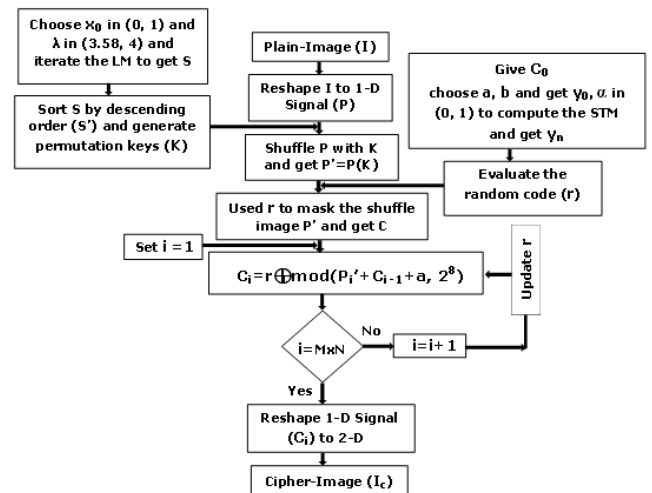 Choose x₀ in (0, 1) and
λ in (3.58, 4) and
iterate the LM to get S
Sort S by descending
order (S′) and generate
permutation keys (K)
Plain-Image (I)
Reshape I to 1-D
Signal (P)
Shuffle P with K
and get P′=P(K)
Give C₀
choose a, b and get y₀, α in
(0, 1) to compute the STM
and get yₙ
Evaluate the
random code (r)
Used r to mask the shuffle
image P′ and get C
Set i = 1
Cᵢ=r⊕mod(Pᵢ′+Cᵢ₋₁+a, 2⁸)
Update r
i=MxN
No
i=i+ 1
Yes
Reshape 1-D Signal
(Cᵢ) to 2-D
Cipher-Image (I꜀)